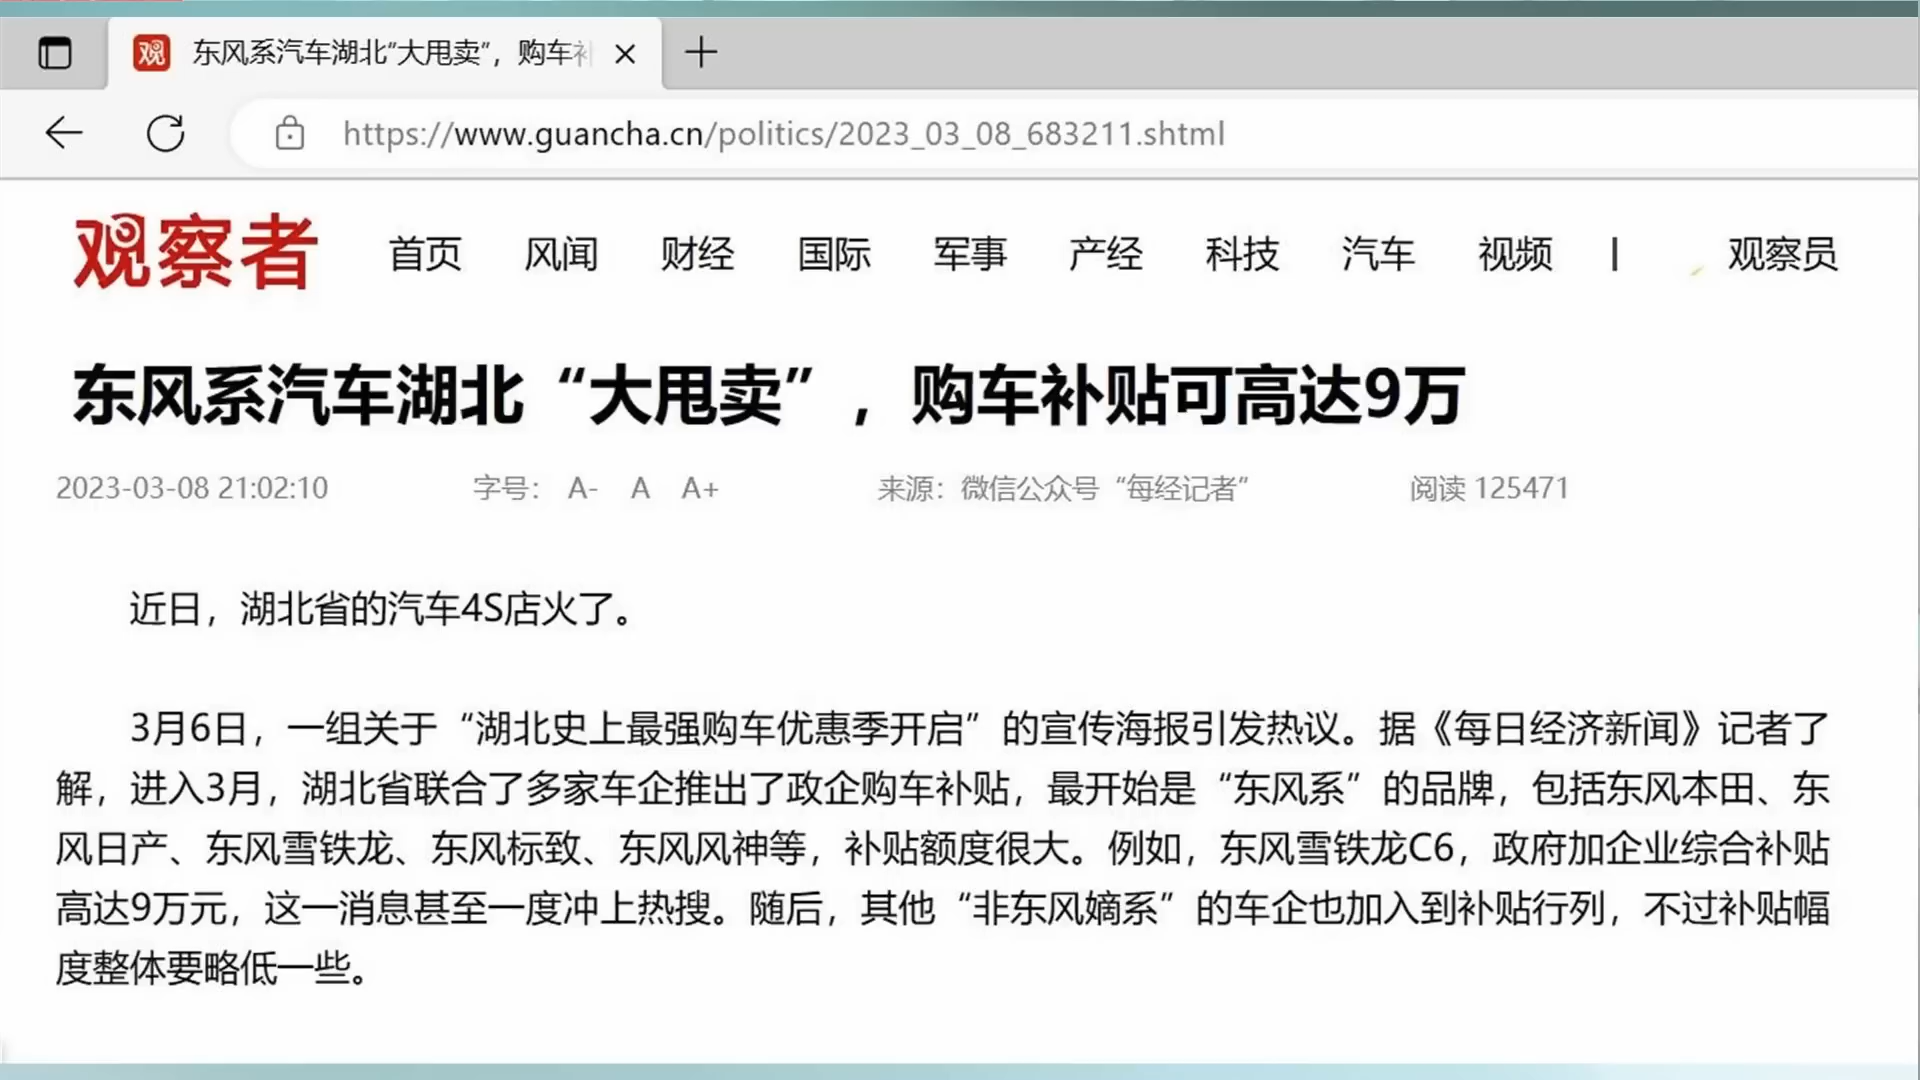 东风系汽车湖北“大甩卖”，购车补
https://www.guancha.cn/politics/2023_03_08_683211.shtml
观察者 首页 风闻 财经 国际 军事 产经 科技 汽车 视频 | 观察员
东风系汽车湖北“大甩卖”，购车补贴可高达9万
2023-03-08 21:02:10 字号： A- A A+ 来源：微信公众号“每经记者” 阅读 125471
近日，湖北省的汽车4S店火了。
3月6日，一组关于“湖北史上最强购车优惠季开启”的宣传海报引发热议。据《每日经济新闻》记者了
解，进入3月，湖北省联合了多家车企推出了政企购车补贴，最开始是“东风系”的品牌，包括东风本田、东
风日产、东风雪铁龙、东风标致、东风风神等，补贴额度很大。例如，东风雪铁龙C6，政府加企业综合补贴
高达9万元，这一消息甚至一度冲上热搜。随后，其他“非东风嫡系”的车企也加入到补贴行列，不过补贴幅
度整体要略低一些。